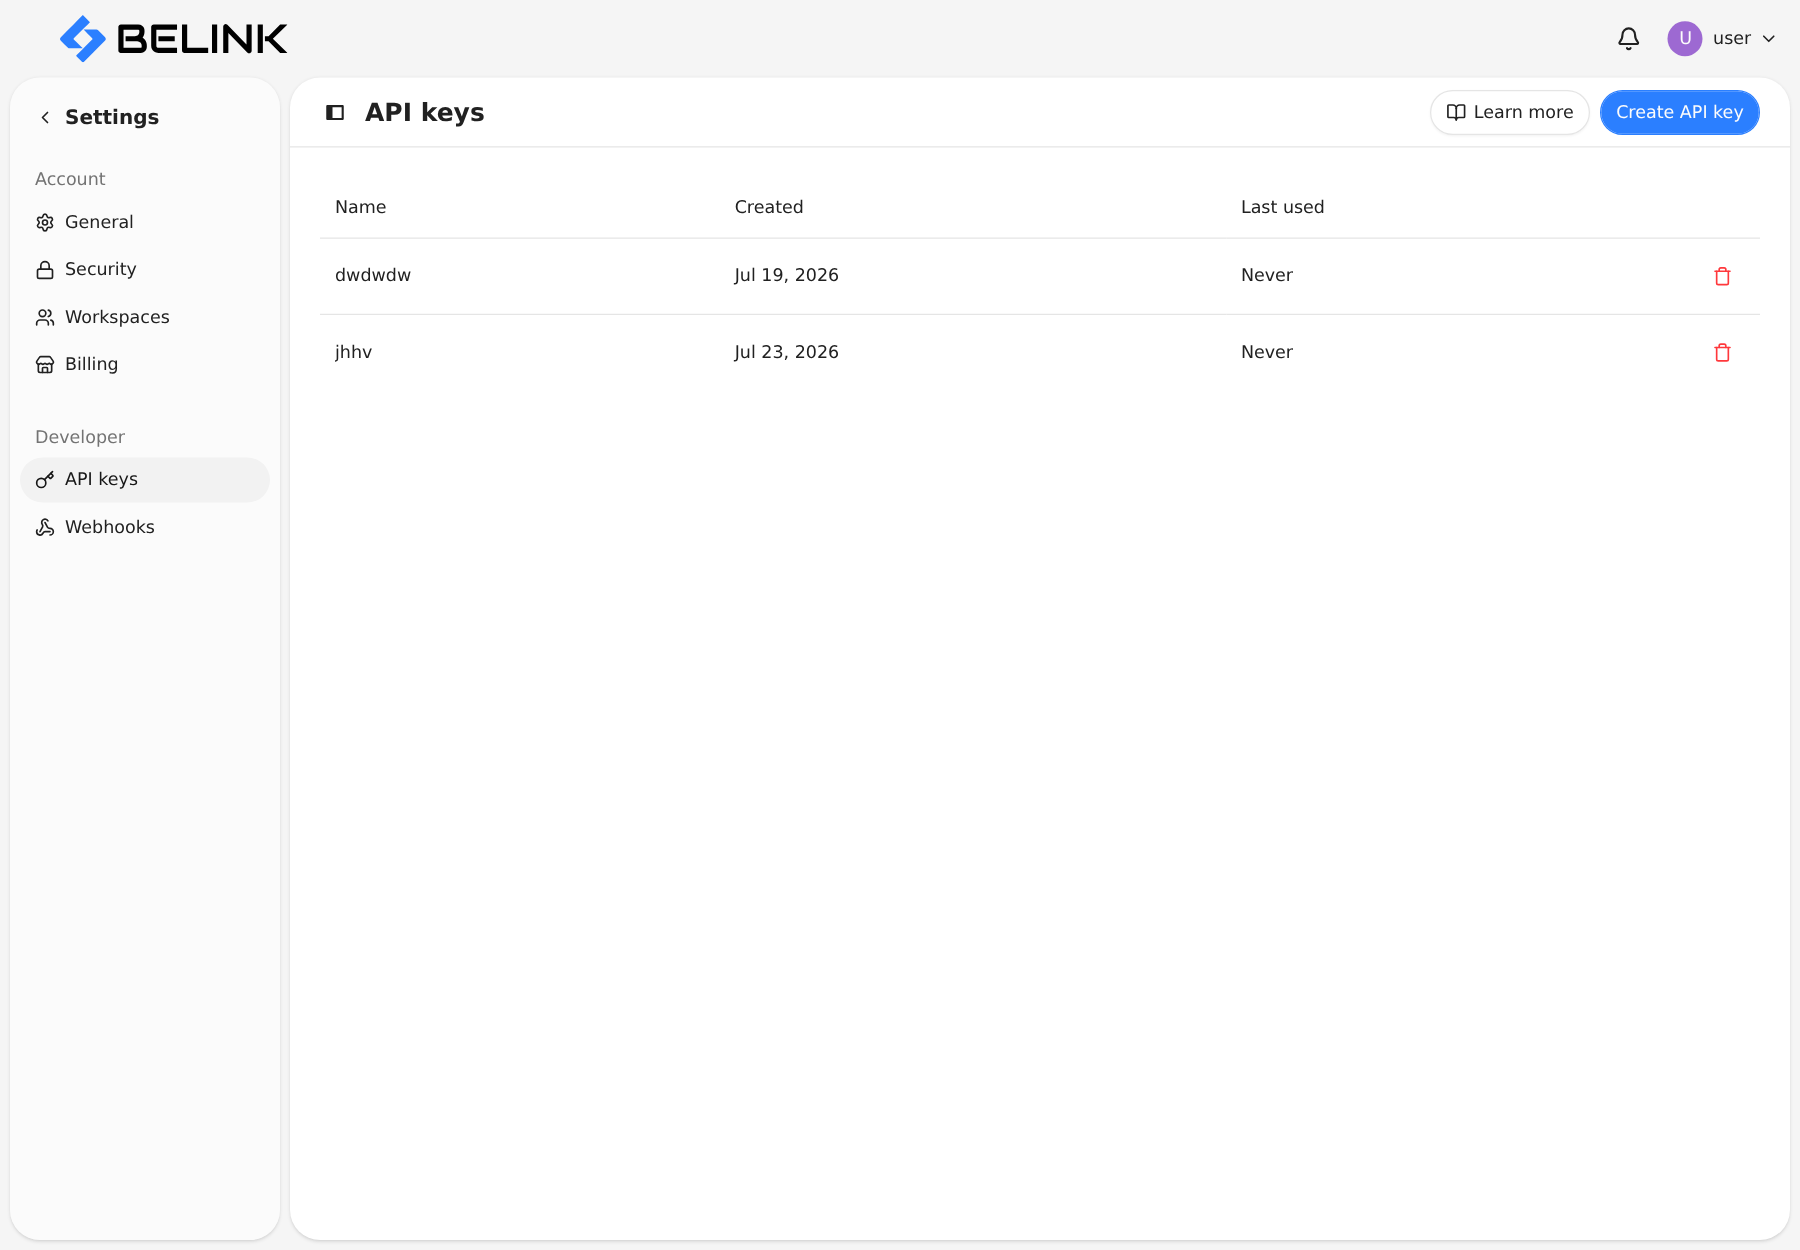 BELINK
U user
Settings
Account
General
Security
Workspaces
Billing
Developer
API keys
Webhooks
API keys
Learn more
Create API key
Name Created Last used
dwdwdw Jul 19, 2026 Never
jhhv Jul 23, 2026 Never